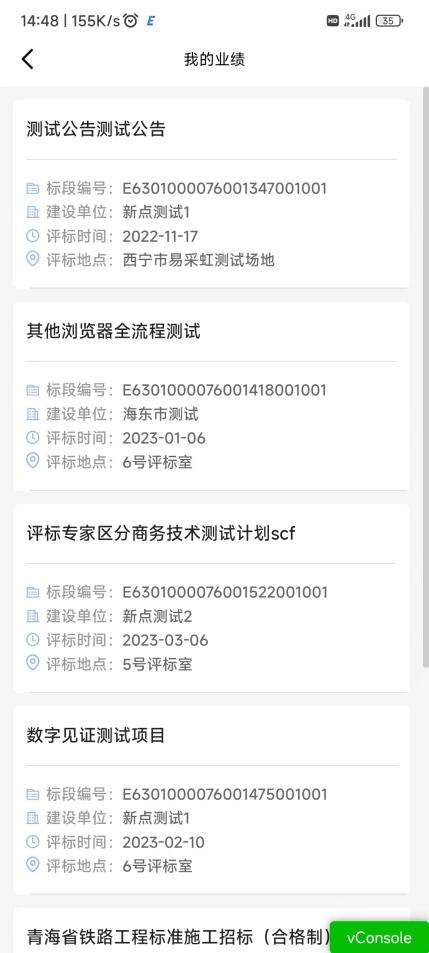 14:48 | 155K/s E HD 4G 35
我的业绩
测试公告测试公告
标段编号：E6301000076001347001001
建设单位：新点测试1
评标时间：2022-11-17
评标地点：西宁市易采虹测试场地
其他浏览器全流程测试
标段编号：E6301000076001418001001
建设单位：海东市测试
评标时间：2023-01-06
评标地点：6号评标室
评标专家区分商务技术测试计划scf
标段编号：E6301000076001522001001
建设单位：新点测试2
评标时间：2023-03-06
评标地点：5号评标室
数字见证测试项目
标段编号：E6301000076001475001001
建设单位：新点测试1
评标时间：2023-02-10
评标地点：6号评标室
青海省铁路工程标准施工招标（合格制）
vConsole